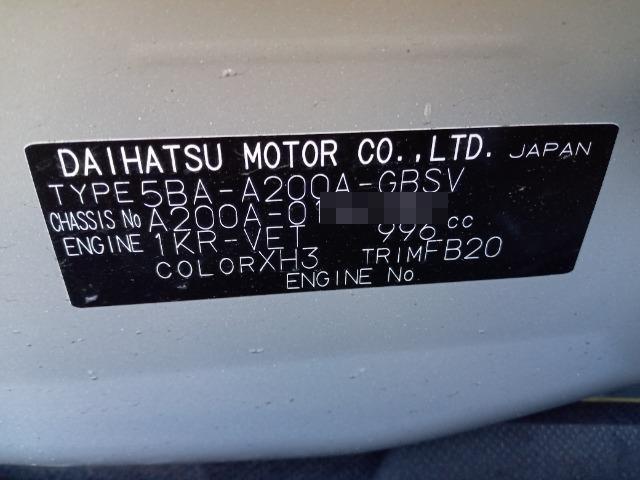 DAIHATSU MOTOR CO.,LTD. JAPAN
TYPE 5BA-A200A-GBSV
CHASSIS No A200A-01
ENGINE 1KR-VET 996 cc
COLOR XH3 TRIM FB20
ENGINE No